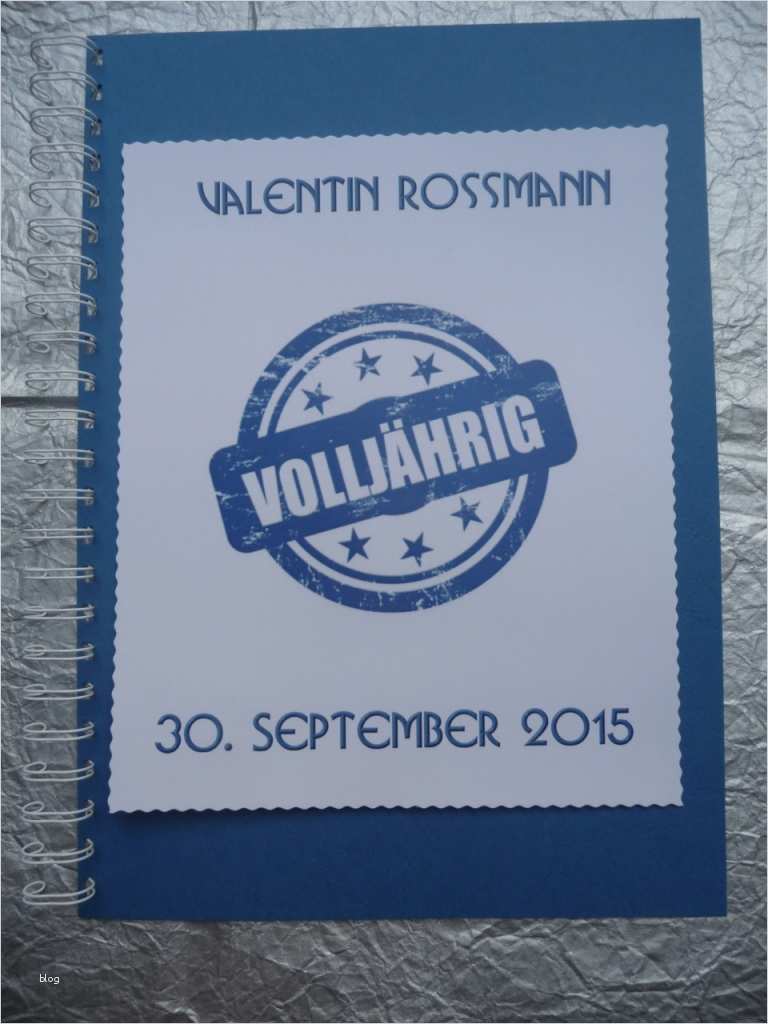 VALENTIN ROSSMANN
VOLLJÄHRIG
30. SEPTEMBER 2015
blog